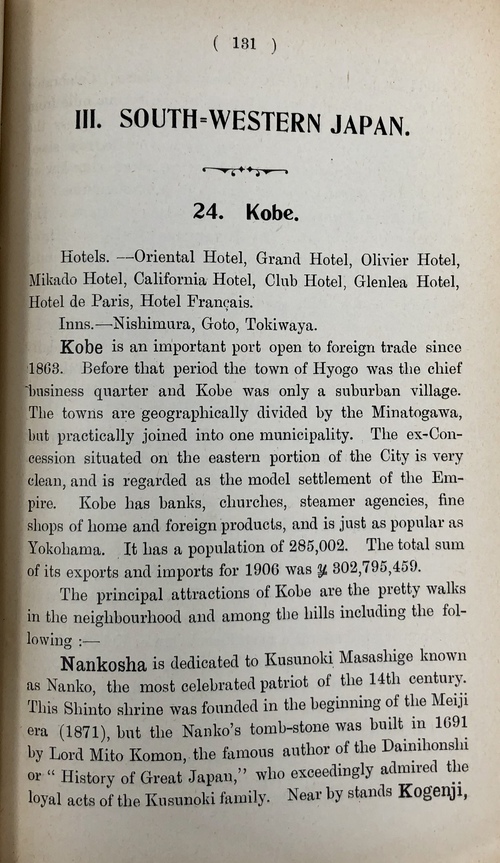 ( 131 )
III. SOUTH=WESTERN JAPAN.
24. Kobe.
Hotels. —Oriental Hotel, Grand Hotel, Olivier Hotel,
Mikado Hotel, California Hotel, Club Hotel, Glenlea Hotel,
Hotel de Paris, Hotel Français.
Inns.—Nishimura, Goto, Tokiwaya.
Kobe is an important port open to foreign trade since
1863. Before that period the town of Hyogo was the chief
business quarter and Kobe was only a suburban village.
The towns are geographically divided by the Minatogawa,
but practically joined into one municipality. The ex-Con-
cession situated on the eastern portion of the City is very
clean, and is regarded as the model settlement of the Em-
pire. Kobe has banks, churches, steamer agencies, fine
shops of home and foreign products, and is just as popular as
Yokohama. It has a population of 285,002. The total sum
of its exports and imports for 1906 was ¥ 302,795,459.
The principal attractions of Kobe are the pretty walks
in the neighbourhood and among the hills including the fol-
lowing :—
Nankosha is dedicated to Kusunoki Masashige known
as Nanko, the most celebrated patriot of the 14th century.
This Shinto shrine was founded in the beginning of the Meiji
era (1871), but the Nanko's tomb-stone was built in 1691
by Lord Mito Komon, the famous author of the Dainihonshi
or “ History of Great Japan,” who exceedingly admired the
loyal acts of the Kusunoki family. Near by stands Kogenji,